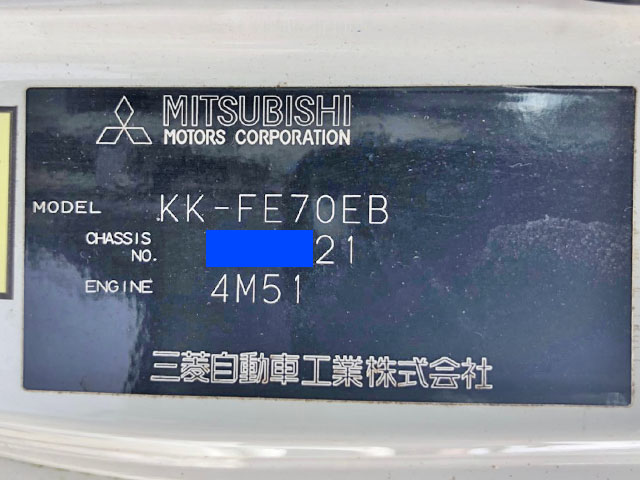 MITSUBISHI
MOTORS CORPORATION
MODEL KK-FE70EB
CHASSIS NO. 21
ENGINE 4M51
三菱自動車工業株式会社